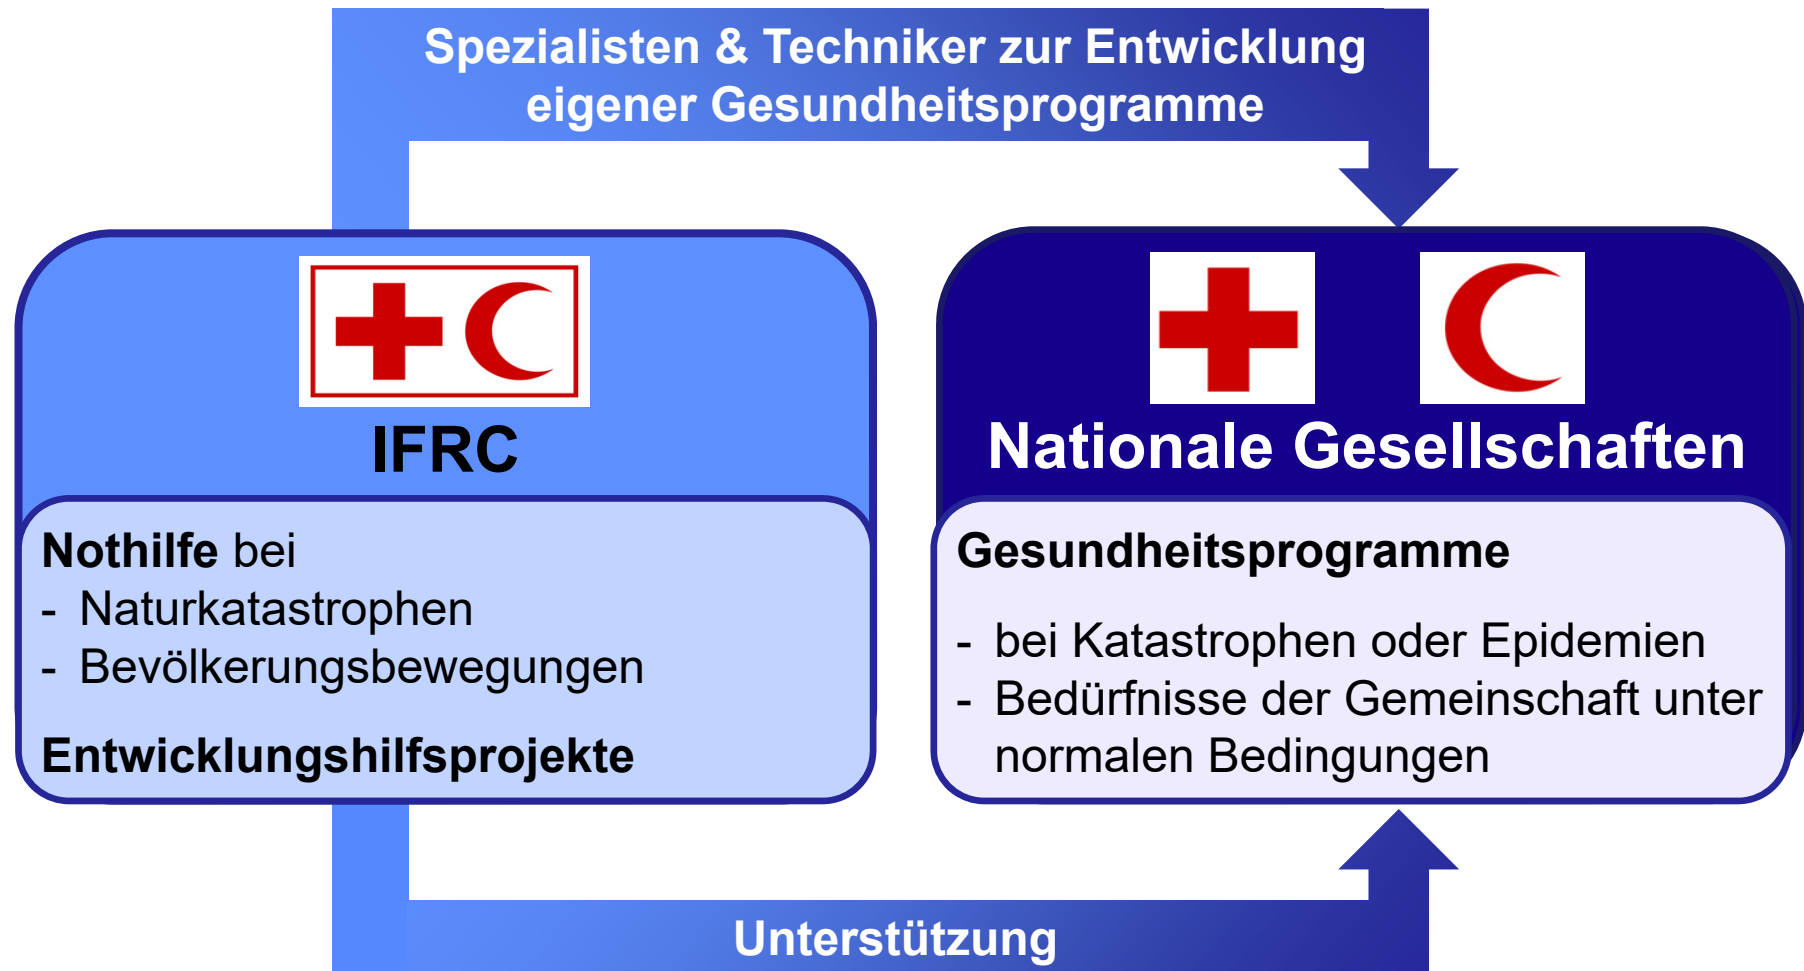 Spezialisten & Techniker zur Entwicklung
eigener Gesundheitsprogramme
IFRC
Nothilfe bei
- Naturkatastrophen
- Bevölkerungsbewegungen
Entwicklungshilfsprojekte
Nationale Gesellschaften
Gesundheitsprogramme
- bei Katastrophen oder Epidemien
- Bedürfnisse der Gemeinschaft unter
normalen Bedingungen
Unterstützung